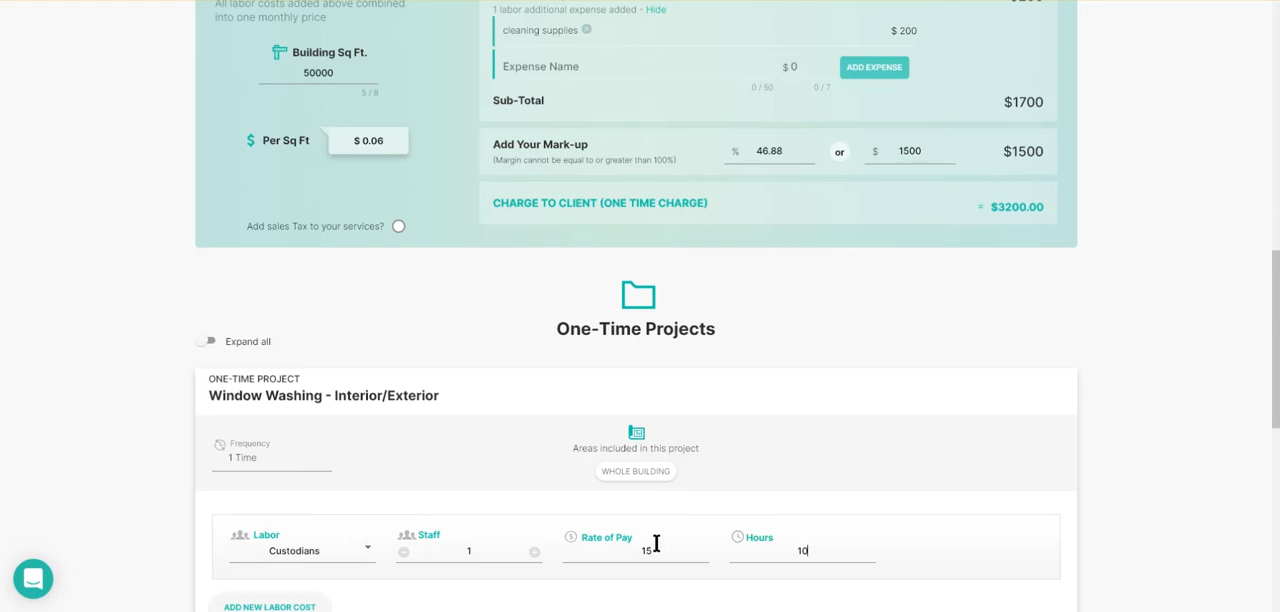 All labor costs added above combined
into one monthly price
Building Sq Ft.
50000
5 / 8
$ Per Sq Ft
$ 0.06
Add sales Tax to your services?
1 labor additional expense added - Hide
cleaning supplies
$ 200
Expense Name
$ 0
ADD EXPENSE
0 / 50
0 / 7
Sub-Total
$1700
Add Your Mark-up
(Margin cannot be equal to or greater than 100%)
% 46.88
or
$ 1500
$1500
CHARGE TO CLIENT (ONE TIME CHARGE)
= $3200.00
One-Time Projects
Expand all
ONE-TIME PROJECT
Window Washing - Interior/Exterior
Frequency
1 Time
Areas included in this project
WHOLE BUILDING
Labor
Custodians
Staff
1
Rate of Pay
15
Hours
10
ADD NEW LABOR COST